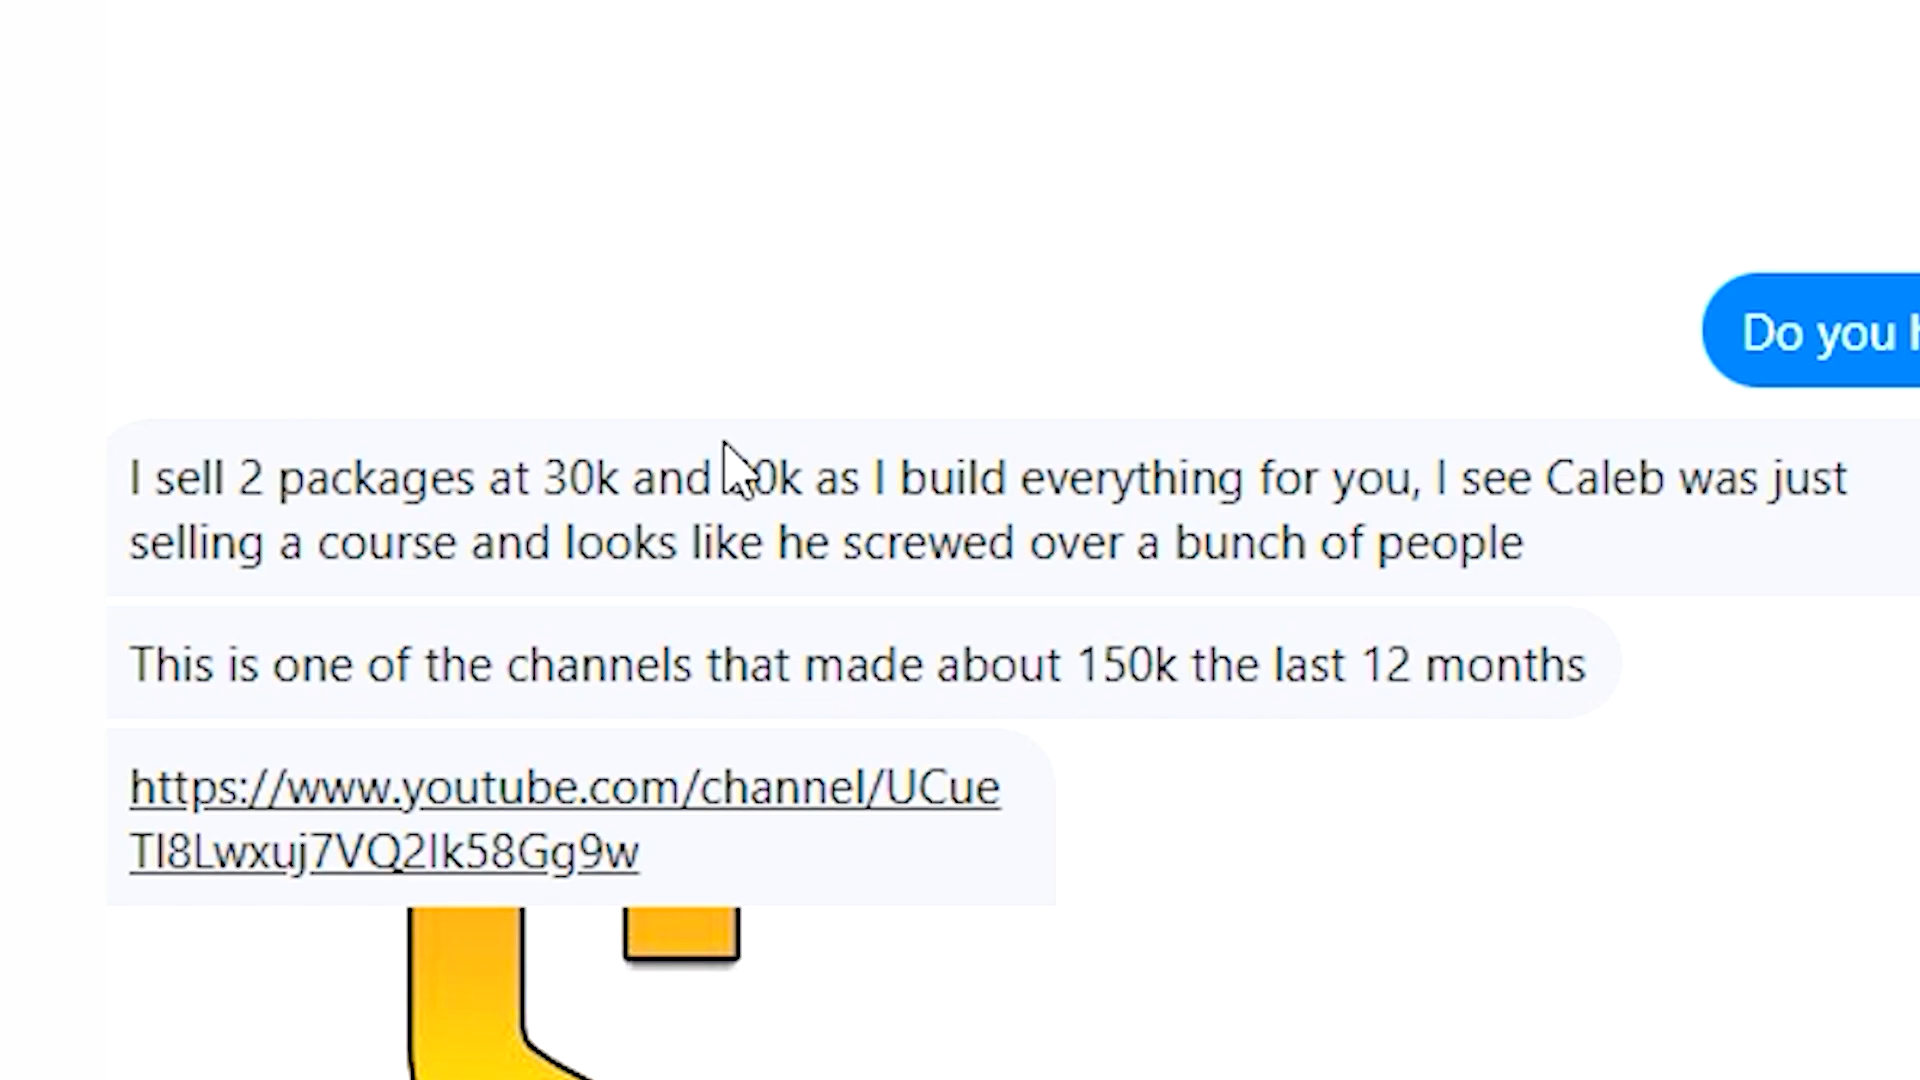 Do you
I sell 2 packages at 30k and as I build everything for you, I see Caleb was just
selling a course and looks like he screwed over a bunch of people
This is one of the channels that made about 150k the last 12 months
https://www.youtube.com/channel/UCue
Tl8Lwxuj7VQ2lk58Gg9w